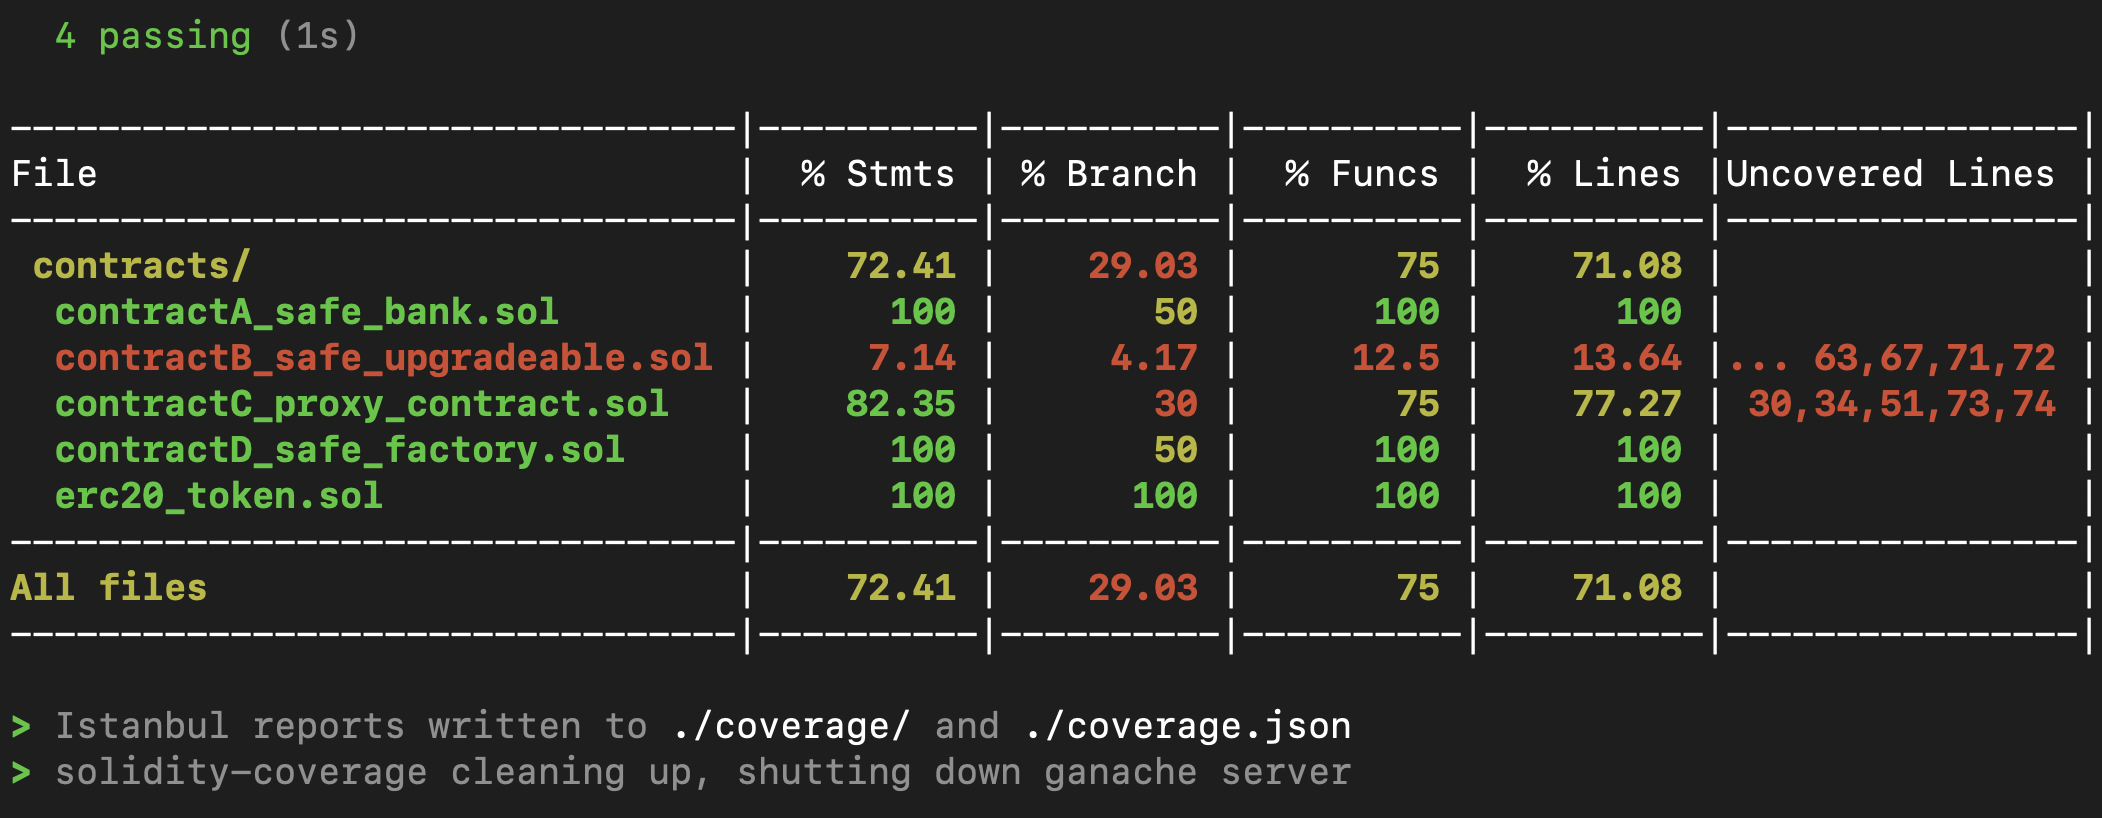 4 passing (1s)
--------------------------------- |---------- |---------- |---------- |---------- |---------------- |
File | % Stmts | % Branch | % Funcs | % Lines |Uncovered Lines |
--------------------------------- |---------- |---------- |---------- |---------- |---------------- |
contracts/ | 72.41 | 29.03 | 75 | 71.08 | |
contractA_safe_bank.sol | 100 | 50 | 100 | 100 | |
contractB_safe_upgradeable.sol | 7.14 | 4.17 | 12.5 | 13.64 |... 63,67,71,72 |
contractC_proxy_contract.sol | 82.35 | 30 | 75 | 77.27 | 30,34,51,73,74 |
contractD_safe_factory.sol | 100 | 50 | 100 | 100 | |
erc20_token.sol | 100 | 100 | 100 | 100 | |
--------------------------------- |---------- |---------- |---------- |---------- |---------------- |
All files | 72.41 | 29.03 | 75 | 71.08 | |
--------------------------------- |---------- |---------- |---------- |---------- |---------------- |
> Istanbul reports written to ./coverage/ and ./coverage.json
> solidity-coverage cleaning up, shutting down ganache server